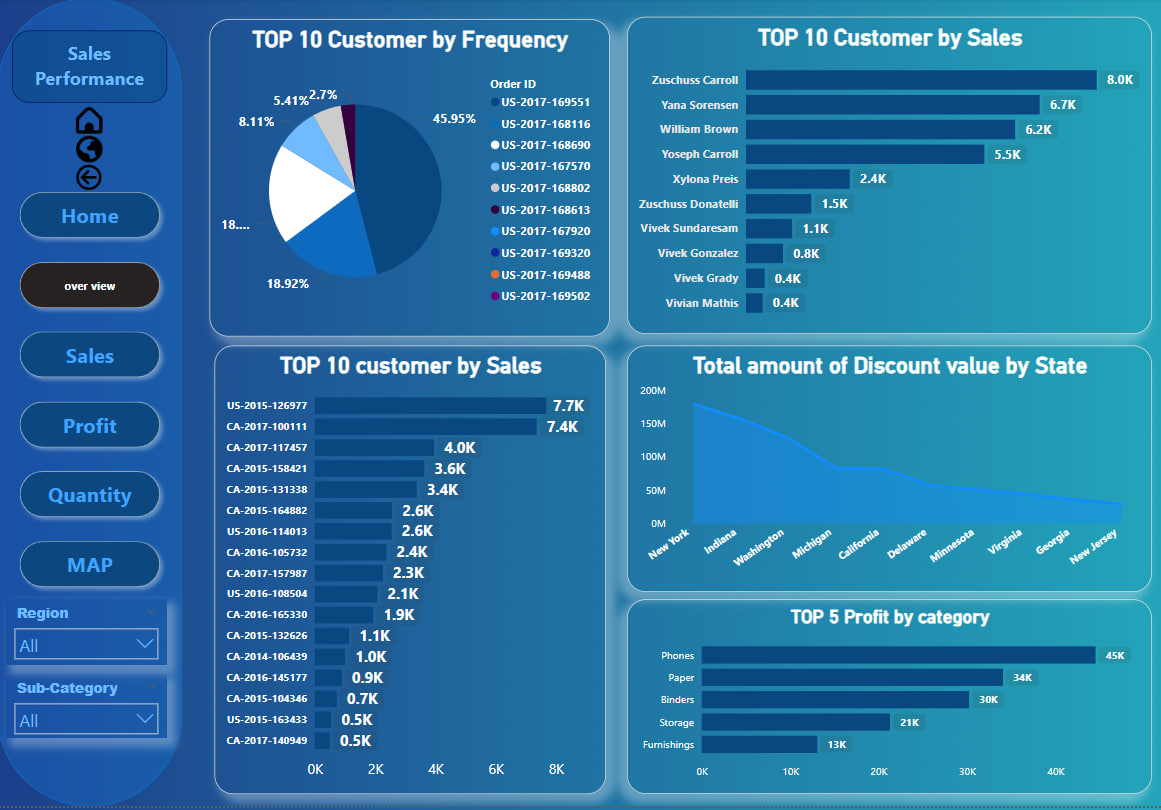 Sales
Performance
Home
over view
Sales
Profit
Quantity
MAP
Region
All
Sub-Category
All
TOP 10 Customer by Frequency
45.95%
18.92%
18....
8.11%
5.41%
2.7%
Order ID
US-2017-169551
US-2017-168116
US-2017-168690
US-2017-167570
US-2017-168802
US-2017-168613
US-2017-167920
US-2017-169320
US-2017-169488
US-2017-169502
TOP 10 Customer by Sales
Zuschuss Carroll 8.0K
Yana Sorensen 6.7K
William Brown 6.2K
Yoseph Carroll 5.5K
Xylona Preis 2.4K
Zuschuss Donatelli 1.5K
Vivek Sundaresam 1.1K
Vivek Gonzalez 0.8K
Vivek Grady 0.4K
Vivian Mathis 0.4K
TOP 10 customer by Sales
US-2015-126977 7.7K
CA-2017-100111 7.4K
CA-2017-117457 4.0K
CA-2015-158421 3.6K
CA-2015-131338 3.4K
CA-2015-164882 2.6K
US-2016-114013 2.6K
CA-2016-105732 2.4K
CA-2017-157987 2.3K
US-2016-108504 2.1K
CA-2016-165330 1.9K
CA-2015-132626 1.1K
CA-2014-106439 1.0K
CA-2016-145177 0.9K
CA-2015-104346 0.7K
US-2015-163433 0.5K
CA-2017-140949 0.5K
0K 2K 4K 6K 8K
Total amount of Discount value by State
200M
150M
100M
50M
0M
New York Indiana Washington Michigan California Delaware Minnesota Virginia Georgia New Jersey
TOP 5 Profit by category
Phones 45K
Paper 34K
Binders 30K
Storage 21K
Furnishings 13K
0K 10K 20K 30K 40K